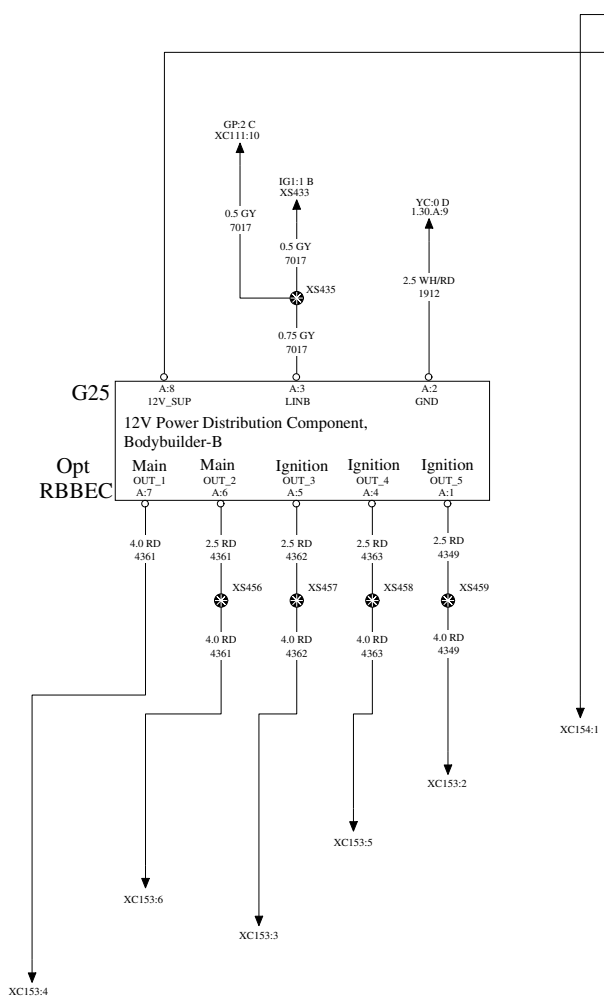 GP:2 C
XC111:10
IG1:1 B
XS433
YC:0 D
1.30.A:9
0.5 GY
7017
0.5 GY
7017
2.5 WH/RD
1912
XS435
0.75 GY
7017
G25
A:8
12V_SUP
A:3
LINB
A:2
GND
12V Power Distribution Component,
Bodybuilder-B
Opt
RBBEC
Main
OUT_1
A:7
Main
OUT_2
A:6
Ignition
OUT_3
A:5
Ignition
OUT_4
A:4
Ignition
OUT_5
A:1
4.0 RD
4361
2.5 RD
4361
2.5 RD
4362
2.5 RD
4363
2.5 RD
4349
XS456
XS457
XS458
XS459
4.0 RD
4361
4.0 RD
4362
4.0 RD
4363
4.0 RD
4349
XC154:1
XC153:2
XC153:5
XC153:6
XC153:3
XC153:4